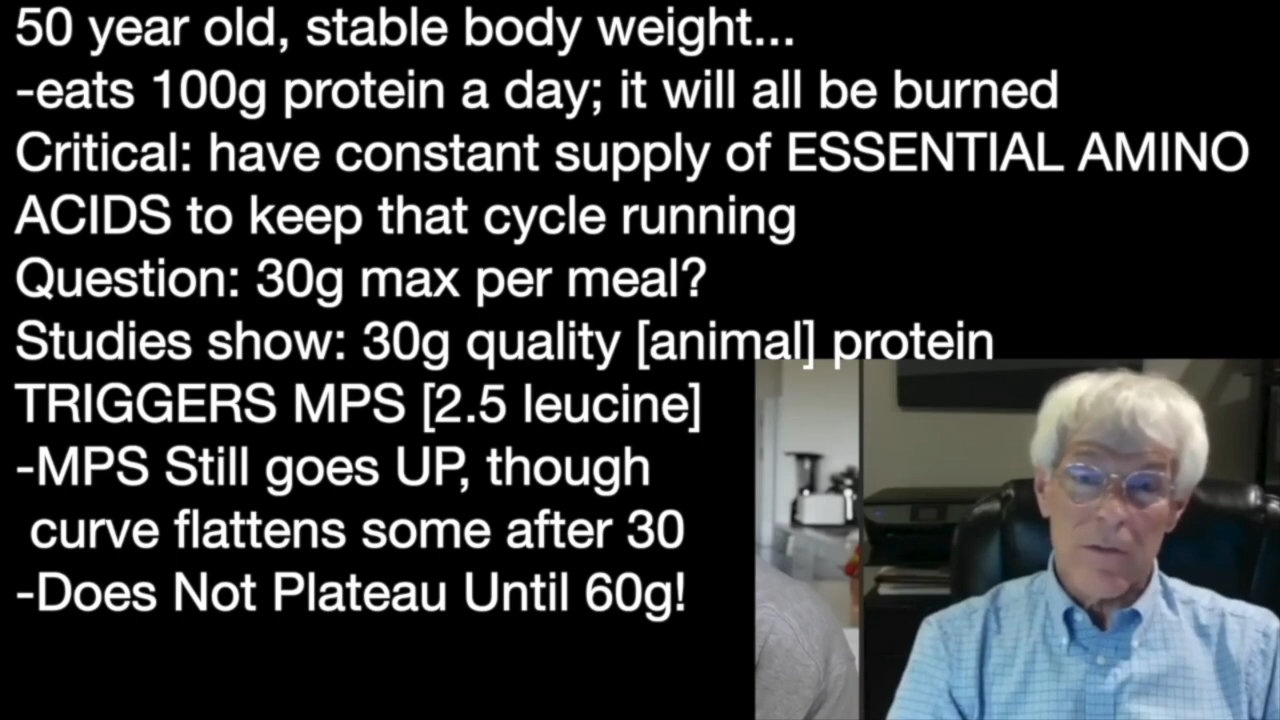 50 year old, stable body weight...
-eats 100g protein a day; it will all be burned
Critical: have constant supply of ESSENTIAL AMINO
ACIDS to keep that cycle running
Question: 30g max per meal?
Studies show: 30g quality [animal] protein
TRIGGERS MPS [2.5 leucine]
-MPS Still goes UP, though
curve flattens some after 30
-Does Not Plateau Until 60g!